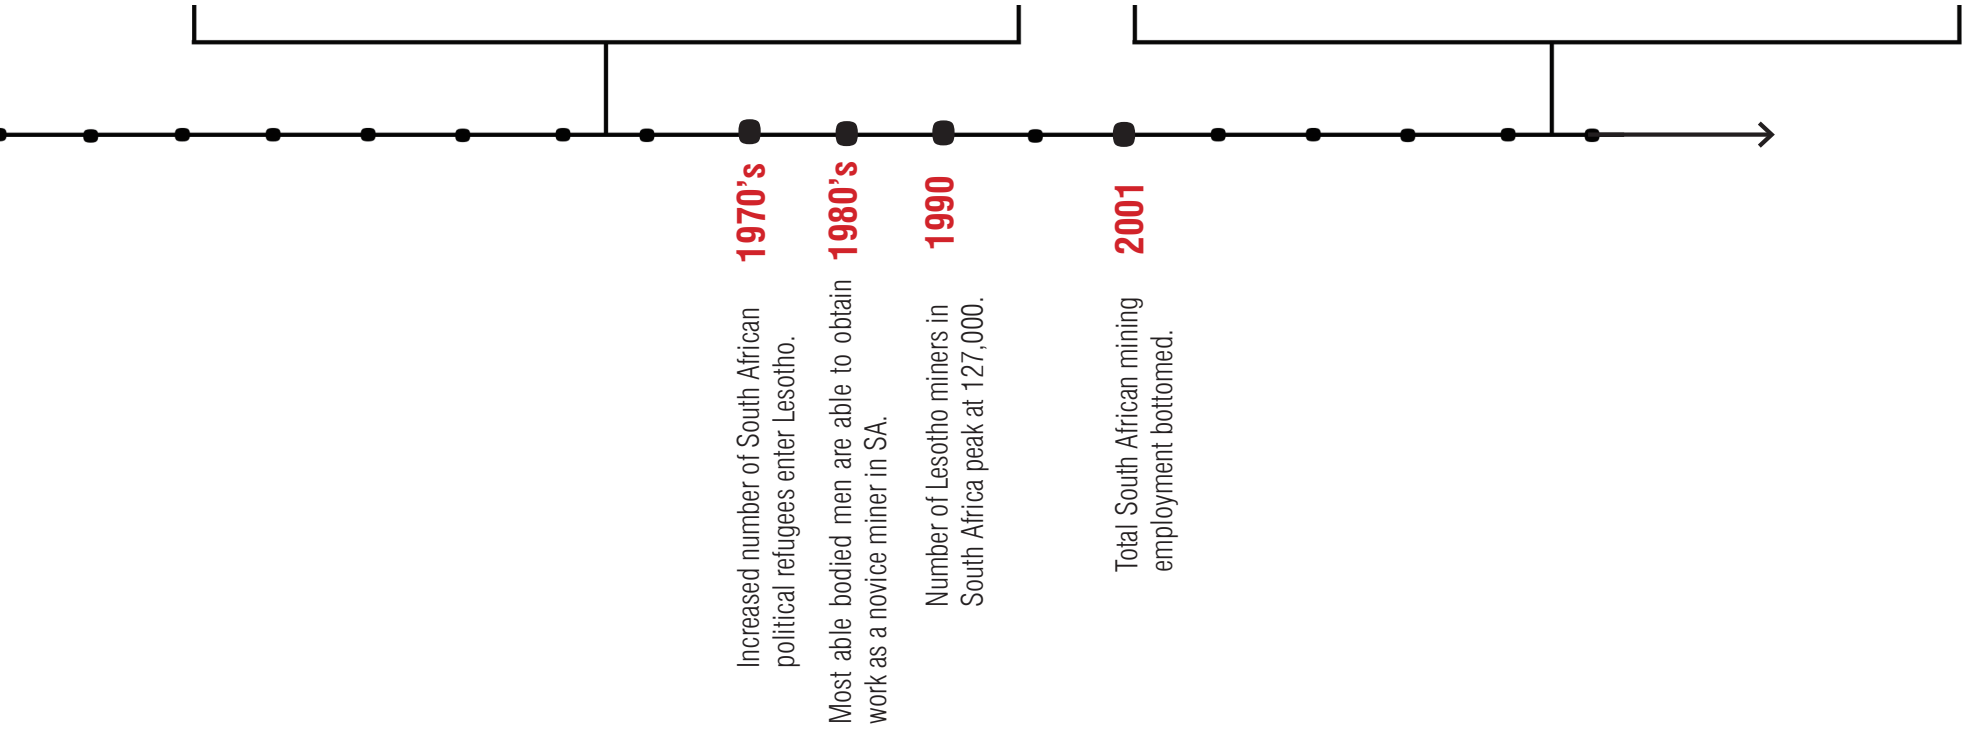 1970's
Increased number of South African
political refugees enter Lesotho.
1980's
Most able bodied men are able to obtain
work as a novice miner in SA.
1990
Number of Lesotho miners in
South Africa peak at 127,000.
2001
Total South African mining
employment bottomed.